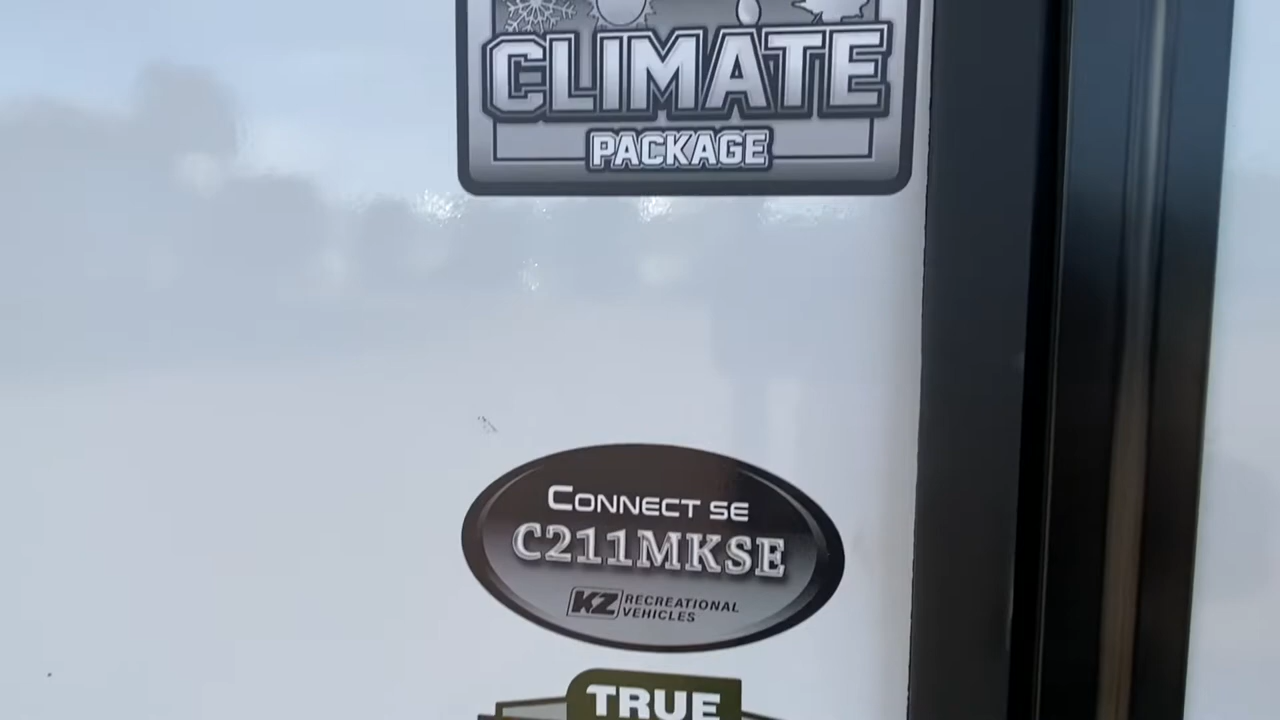 CLIMATE
PACKAGE
CONNECT SE
C211MKSE
KZ RECREATIONAL
VEHICLES
TRUE